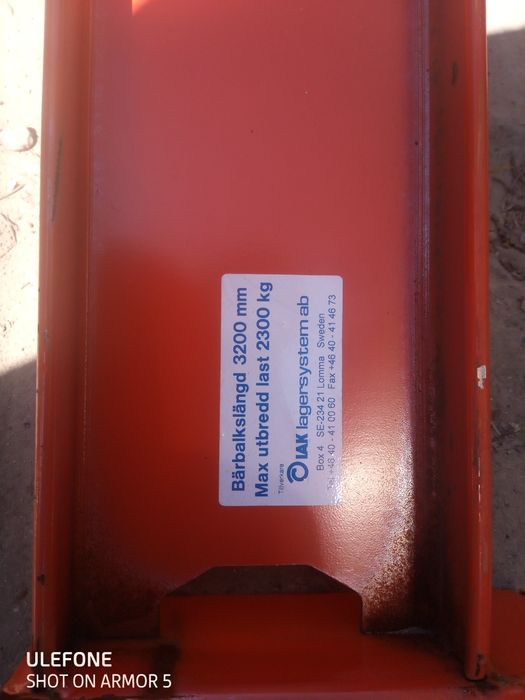 Bärbalkslängd 3200 mm
Max utbredd last 2300 kg
Tillverkare
IAK lagersystem ab
Box 4 SE-234 21 Lomma Sweden
Tel +46 40 - 41 00 60 Fax +46 40 - 41 46 73
ULEFONE
SHOT ON ARMOR 5